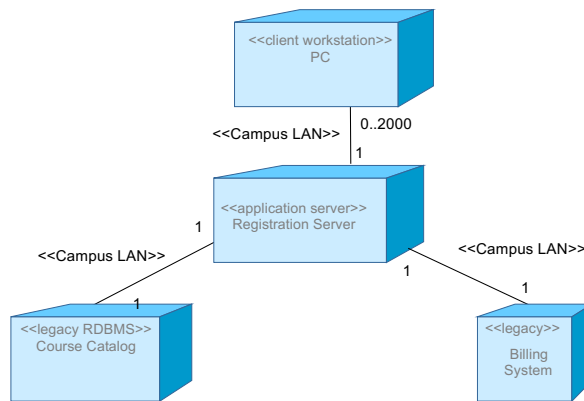 <<client workstation>>
PC
0..2000
<<Campus LAN>>
1
<<application server>>
Registration Server
1
<<Campus LAN>>
1
<<legacy RDBMS>>
Course Catalog
<<Campus LAN>>
1
1
<<legacy>>
Billing
System